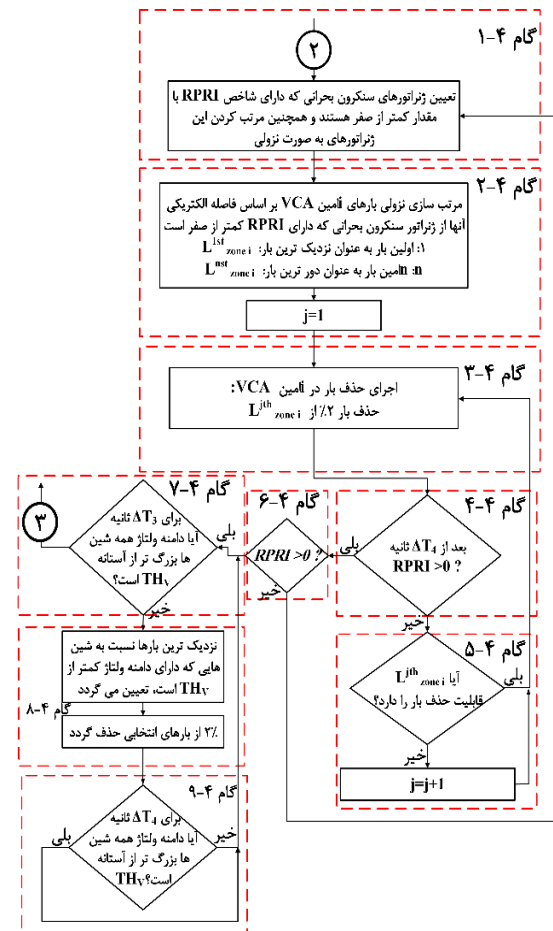 گام ۴-۱
۲
تعیین ژنراتورهای سنکرون بحرانی که دارای شاخص RPRI با
مقدار کمتر از صفر هستند و همچنین مرتب کردن این
ژنراتورهای به صورت نزولی
گام ۴-۲
مرتب سازی نزولی بارهای iامین VCA بر اساس فاصله الکتریکی
آنها از ژنراتور سنکرون بحرانی که دارای RPRI کمتر از صفر است
۱: اولین بار به عنوان نزدیک ترین بار: L^1st zone i
n: nامین بار به عنوان دور ترین بار: L^nst zone i
j=1
گام ۴-۳
اجرای حذف بار در iامین VCA:
حذف بار ۲٪ از L^jth zone i
گام ۴-۴
بعد از ΔT4 ثانیه
RPRI >0 ?
بلی
خیر
گام ۴-۵
آیا L^jth zone i
قابلیت حذف بار را دارد؟
بلی
خیر
j=j+1
گام ۴-۶
RPRI >0 ?
بلی
خیر
گام ۴-۷
۳
برای ΔT3 ثانیه
آیا دامنه ولتاژ همه شین
ها بزرگ تر از آستانه
THV است؟
خیر
گام ۴-۸
نزدیک ترین بارها نسبت به شین
هایی که دارای دامنه ولتاژ کمتر از
THV است، تعیین می گردد
۳٪ از بارهای انتخابی حذف گردد
گام ۴-۹
برای ΔT4 ثانیه
آیا دامنه ولتاژ همه شین
ها بزرگ تر از آستانه
THV است؟
بلی
خیر